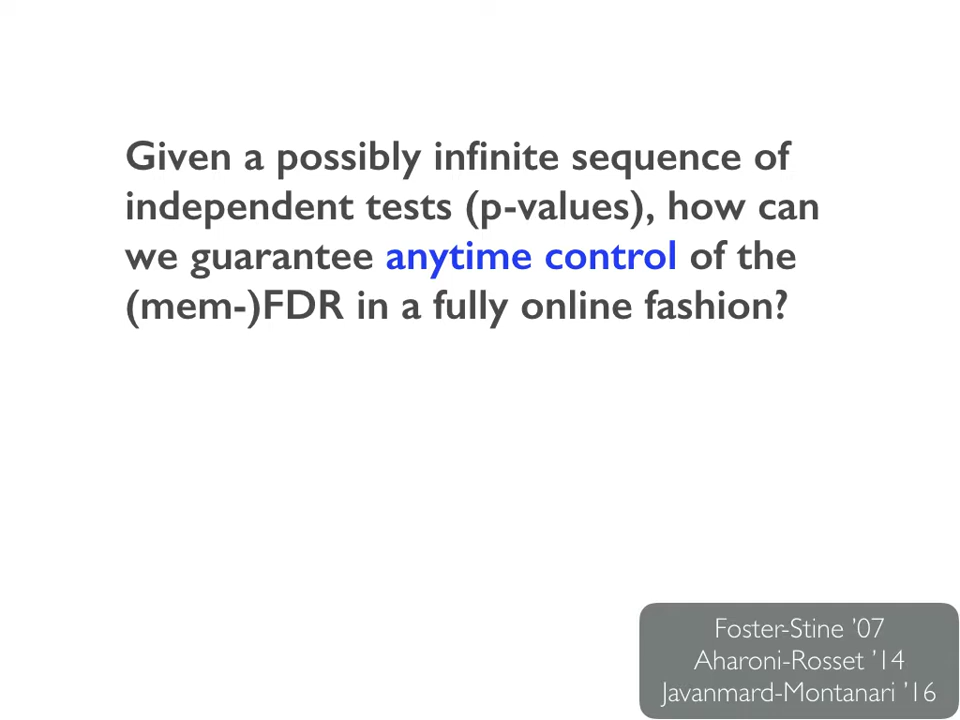 Given a possibly infinite sequence of
independent tests (p-values), how can
we guarantee anytime control of the
(mem-)FDR in a fully online fashion?
Foster-Stine ’07
Aharoni-Rosset ’14
Javanmard-Montanari ’16